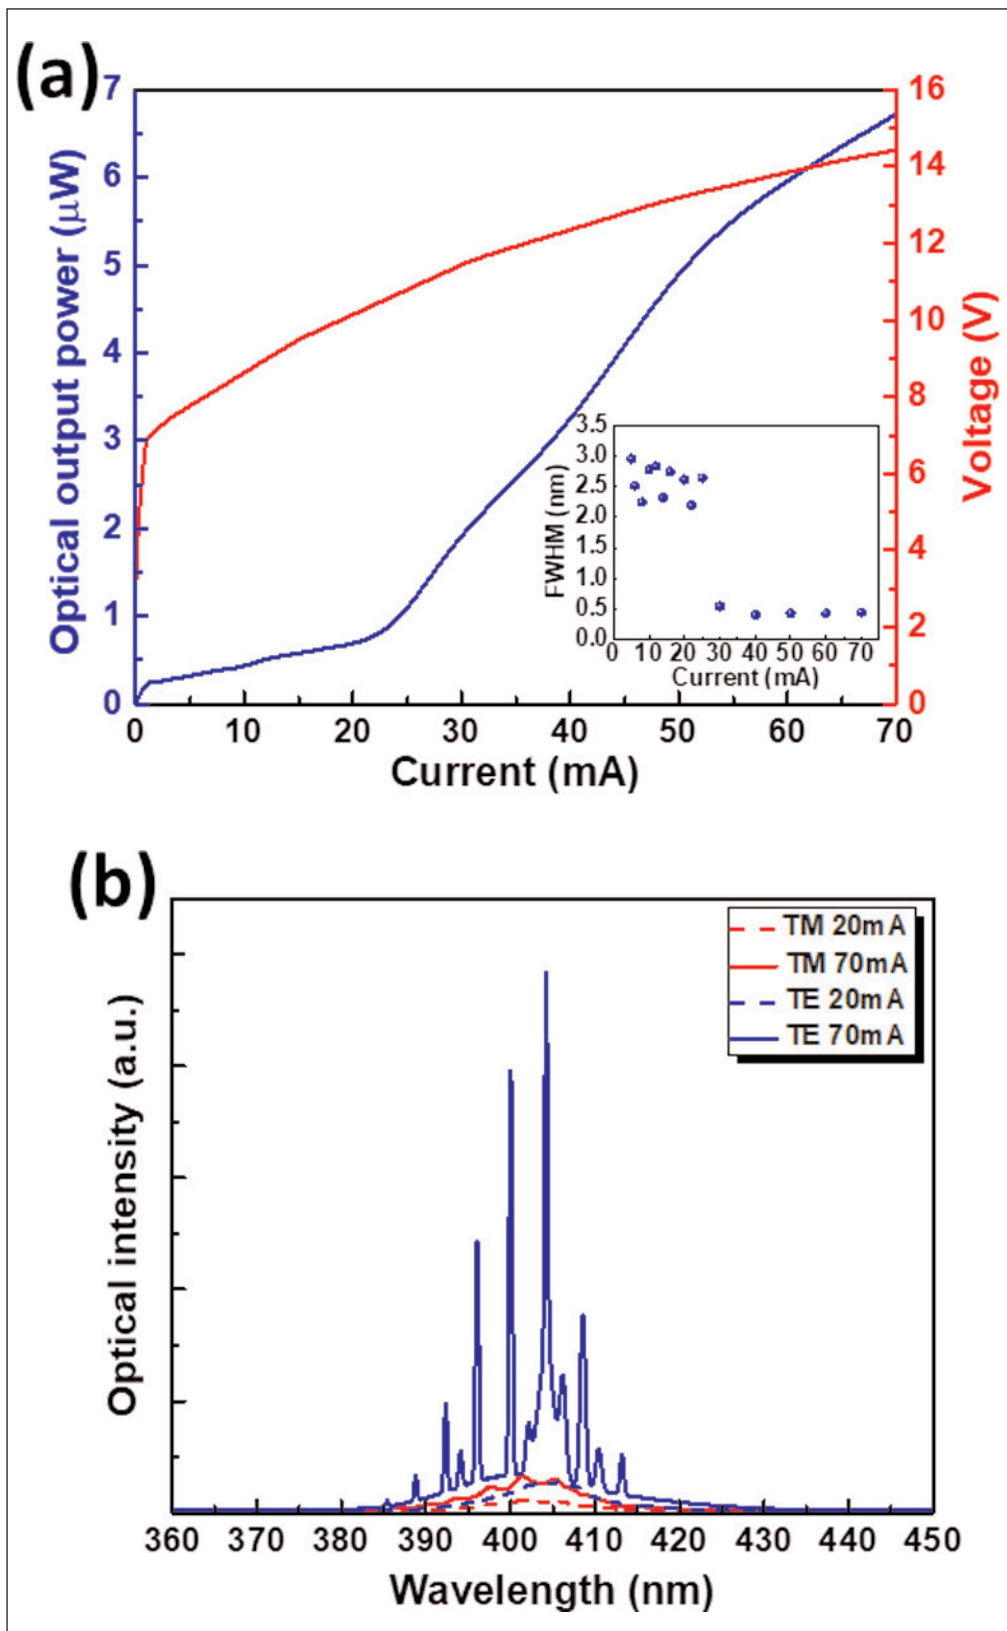 (a)
7
6
5
4
3
2
1
0
Optical output power (μW)
16
14
12
10
8
6
4
2
0
Voltage (V)
3.5
3.0
2.5
2.0
1.5
1.0
0.5
0.0
FWHM (nm)
0 10 20 30 40 50 60 70
Current (mA)
0 10 20 30 40 50 60 70
Current (mA)
(b)
TM 20mA
TM 70mA
TE 20mA
TE 70mA
Optical intensity (a.u.)
360 370 380 390 400 410 420 430 440 450
Wavelength (nm)